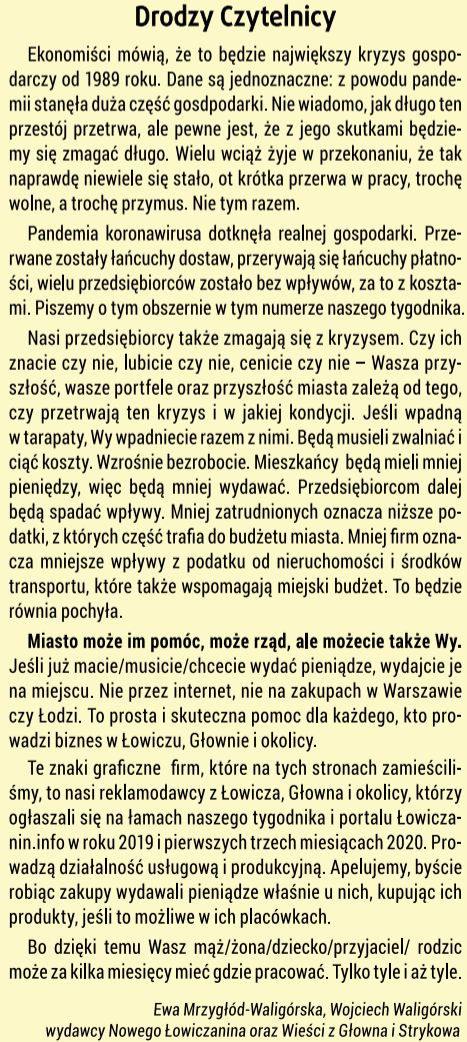 Drodzy Czytelnicy
Ekonomiści mówią, że to będzie największy kryzys gospo-
darczy od 1989 roku. Dane są jednoznaczne: z powodu pande-
mii stanęła duża część gosdpodarki. Nie wiadomo, jak długo ten
przestój przetrwa, ale pewne jest, że z jego skutkami będzie-
my się zmagać długo. Wielu wciąż żyje w przekonaniu, że tak
naprawdę niewiele się stało, ot krótka przerwa w pracy, trochę
wolne, a trochę przymus. Nie tym razem.
Pandemia koronawirusa dotknęła realnej gospodarki. Prze-
rwane zostały łańcuchy dostaw, przerywają się łańcuchy płatno-
ści, wielu przedsiębiorców zostało bez wpływów, za to z koszta-
mi. Piszemy o tym obszernie w tym numerze naszego tygodnika.
Nasi przedsiębiorcy także zmagają się z kryzysem. Czy ich
znacie czy nie, lubicie czy nie, cenicie czy nie – Wasza przy-
szłość, wasze portfele oraz przyszłość miasta zależą od tego,
czy przetrwają ten kryzys i w jakiej kondycji. Jeśli wpadną
w tarapaty, Wy wpadniecie razem z nimi. Będą musieli zwalniać i
ciąć koszty. Wzrośnie bezrobocie. Mieszkańcy będą mieli mniej
pieniędzy, więc będą mniej wydawać. Przedsiębiorcom dalej
będą spadać wpływy. Mniej zatrudnionych oznacza niższe po-
datki, z których część trafia do budżetu miasta. Mniej firm ozna-
cza mniejsze wpływy z podatku od nieruchomości i środków
transportu, które także wspomagają miejski budżet. To będzie
równia pochyła.
Miasto może im pomóc, może rząd, ale możecie także Wy.
Jeśli już macie/musicie/chcecie wydać pieniądze, wydajcie je
na miejscu. Nie przez internet, nie na zakupach w Warszawie
czy Łodzi. To prosta i skuteczna pomoc dla każdego, kto pro-
wadzi biznes w Łowiczu, Głownie i okolicy.
Te znaki graficzne firm, które na tych stronach zamieścili-
śmy, to nasi reklamodawcy z Łowicza, Głowna i okolicy, którzy
ogłaszali się na łamach naszego tygodnika i portalu Łowicza-
nin.info w roku 2019 i pierwszych trzech miesiącach 2020. Pro-
wadzą działalność usługową i produkcyjną. Apelujemy, byście
robiąc zakupy wydawali pieniądze właśnie u nich, kupując ich
produkty, jeśli to możliwe w ich placówkach.
Bo dzięki temu Wasz mąż/żona/dziecko/przyjaciel/ rodzic
może za kilka miesięcy mieć gdzie pracować. Tylko tyle i aż tyle.
Ewa Mrzygłód-Waligórska, Wojciech Waligórski
wydawcy Nowego Łowiczanina oraz Wieści z Głowna i Strykowa